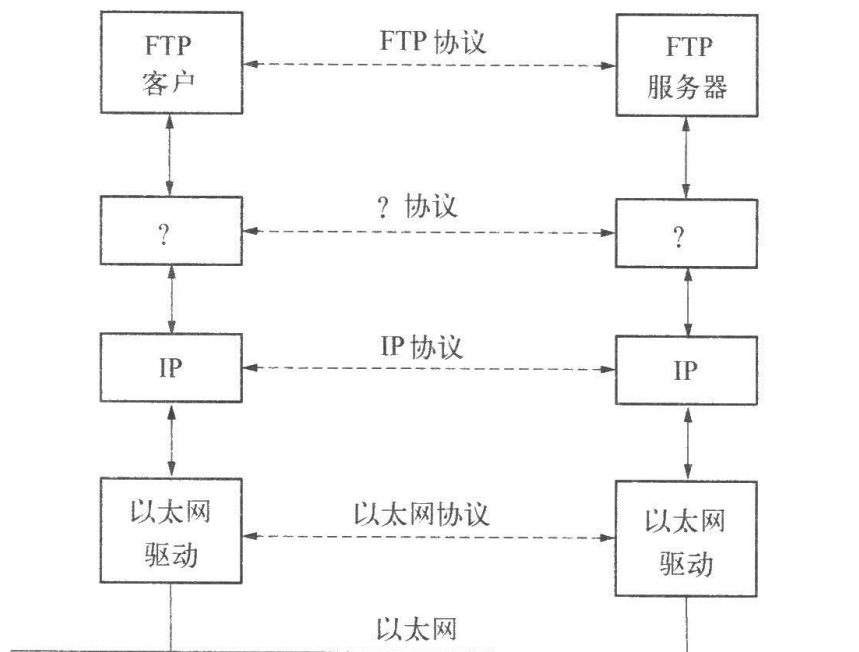 FTP
客户
FTP 协议
FTP
服务器
?
? 协议
?
IP
IP 协议
IP
以太网
驱动
以太网协议
以太网
驱动
以太网